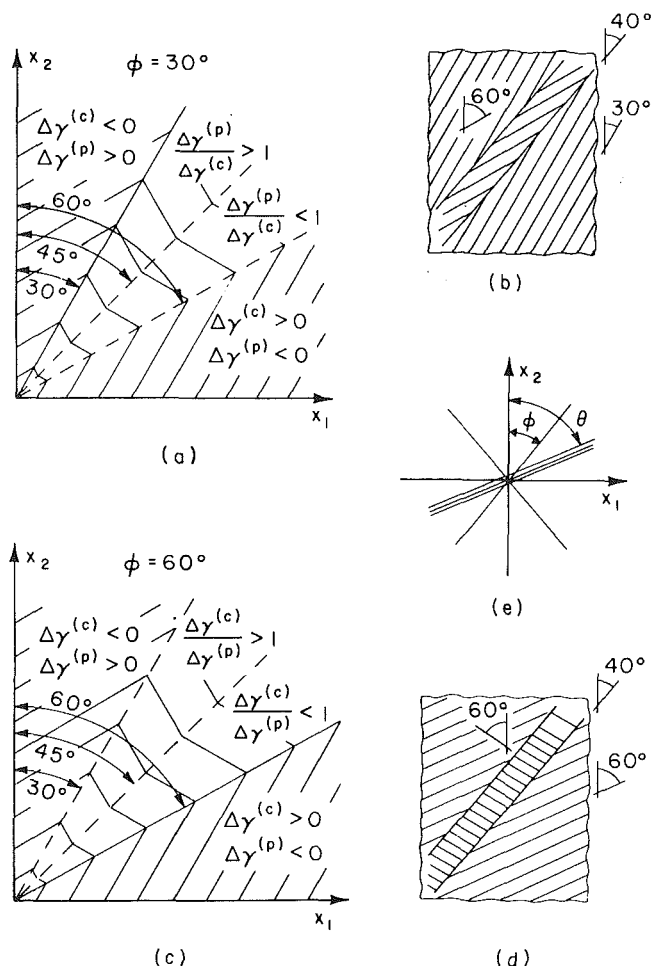 x₂
ϕ = 30°
Δγ⁽ᶜ⁾ < 0
Δγ⁽ᵖ⁾ > 0
Δγ⁽ᵖ⁾/Δγ⁽ᶜ⁾ > 1
Δγ⁽ᵖ⁾/Δγ⁽ᶜ⁾ < 1
60°
45°
30°
Δγ⁽ᶜ⁾ > 0
Δγ⁽ᵖ⁾ < 0
x₁
(a)
40°
60°
30°
(b)
x₂
ϕ
θ
x₁
(e)
x₂
ϕ = 60°
Δγ⁽ᶜ⁾ < 0
Δγ⁽ᵖ⁾ > 0
Δγ⁽ᶜ⁾/Δγ⁽ᵖ⁾ > 1
Δγ⁽ᶜ⁾/Δγ⁽ᵖ⁾ < 1
60°
45°
30°
Δγ⁽ᶜ⁾ > 0
Δγ⁽ᵖ⁾ < 0
x₁
(c)
40°
60°
60°
(d)